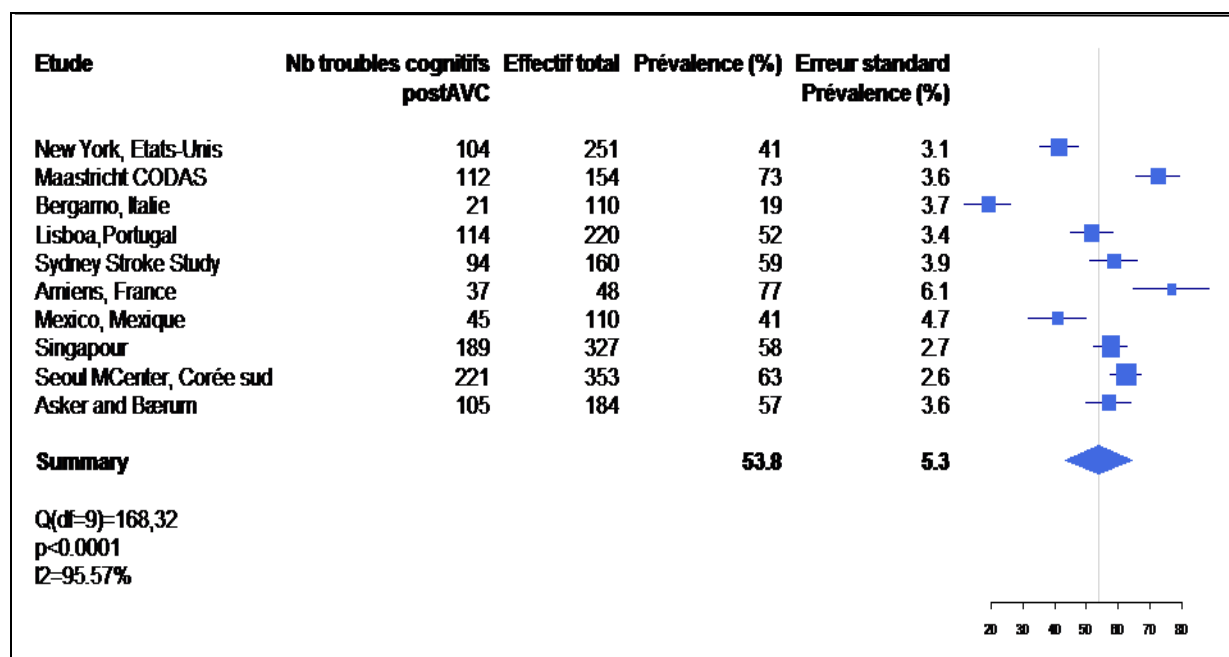 Etude Nb troubles cognitifs Effectif total Prévalence (%) Erreur standard
postAVC Prévalence (%)
New York, Etats-Unis 104 251 41 3.1
Maastricht CODAS 112 154 73 3.6
Bergamo, Italie 21 110 19 3.7
Lisboa,Portugal 114 220 52 3.4
Sydney Stroke Study 94 160 59 3.9
Amiens, France 37 48 77 6.1
Mexico, Mexique 45 110 41 4.7
Singapour 189 327 58 2.7
Seoul MCenter, Corée sud 221 353 63 2.6
Asker and Bærum 105 184 57 3.6
Summary 53.8 5.3
Q(df=9)=168,32
p<0.0001
I2=95.57%
20 30 40 50 60 70 80